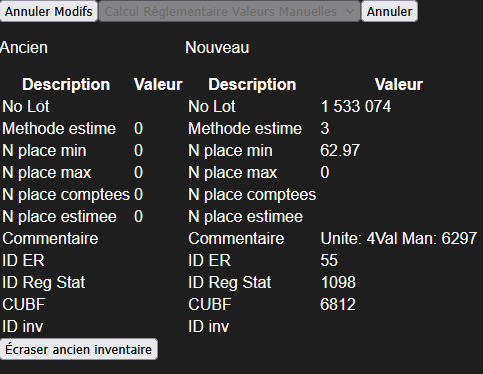 Annuler Modifs Calcul Règlementaire Valeurs Manuelles Annuler
Ancien Nouveau
Description Valeur Description Valeur
No Lot No Lot 1 533 074
Methode estime 0 Methode estime 3
N place min 0 N place min 62.97
N place max 0 N place max 0
N place comptees 0 N place comptees
N place estimee 0 N place estimee
Commentaire Commentaire Unite: 4Val Man: 6297
ID ER ID ER 55
ID Reg Stat ID Reg Stat 1098
CUBF CUBF 6812
ID inv ID inv
Écraser ancien inventaire